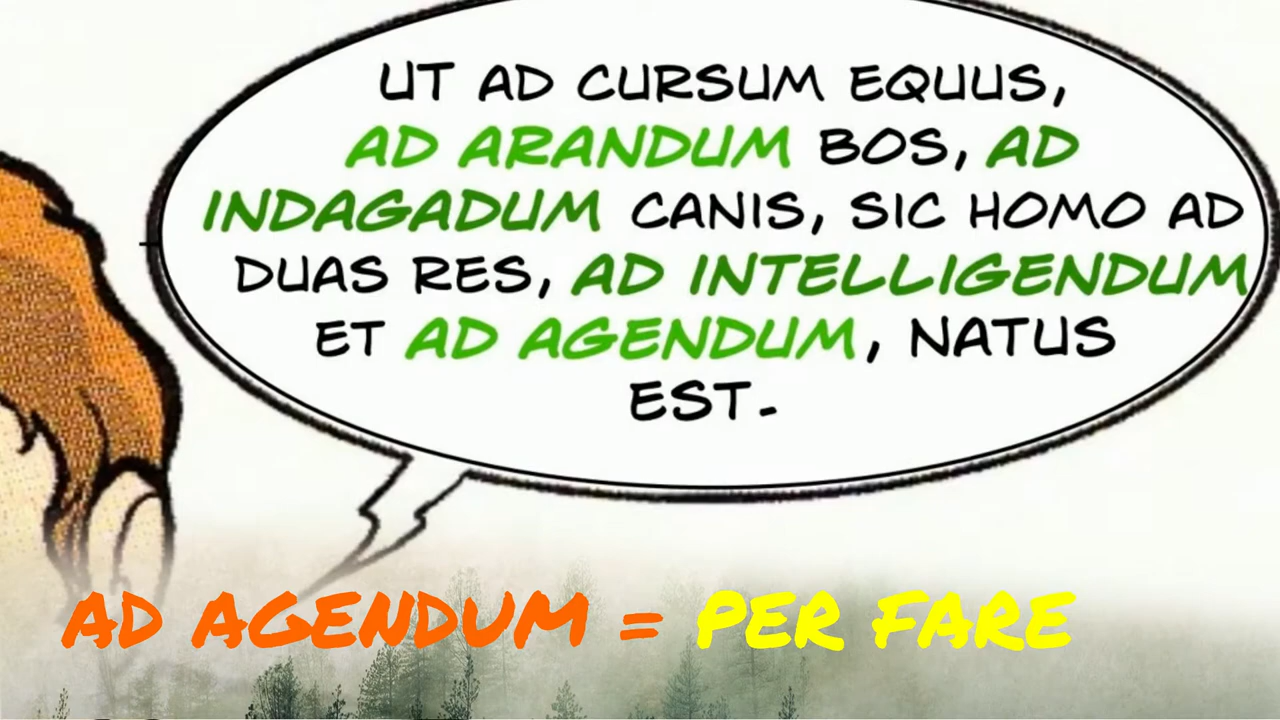 UT AD CURSUM EQUUS,
AD ARANDUM BOS, AD
INDAGADUM CANIS, SIC HOMO AD
DUAS RES, AD INTELLIGENDUM
ET AD AGENDUM, NATUS
EST.
AD AGENDUM = PER FARE